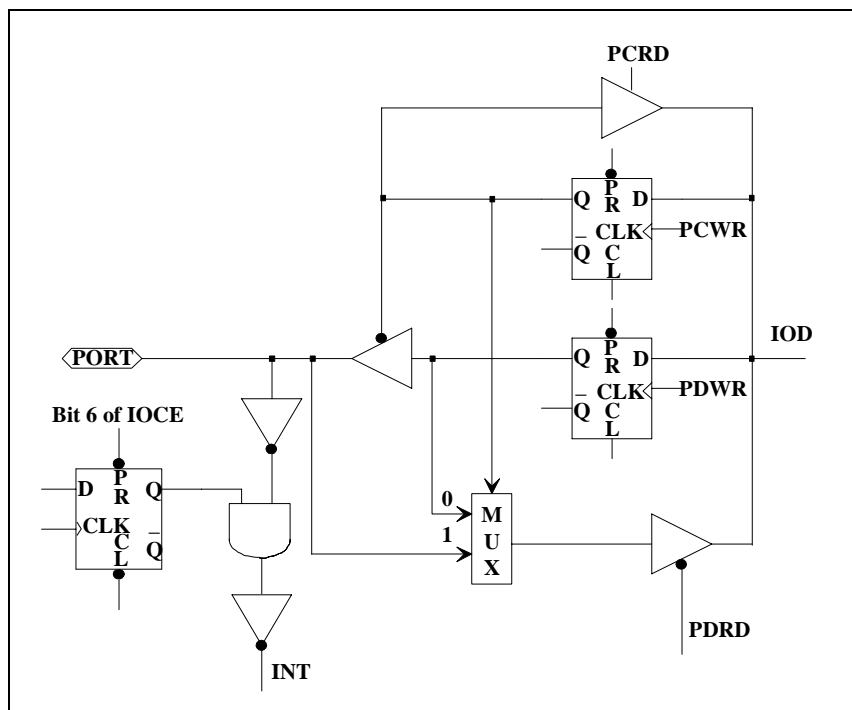 PCRD
P
R
Q
D
CLK
PCWR
Q
C
L
IOD
P
R
Q
D
PORT
CLK
PDWR
Q
C
L
Bit 6 of IOCE
P
R
D
Q
CLK
C
L
Q
0
1
M
U
X
PDRD
INT